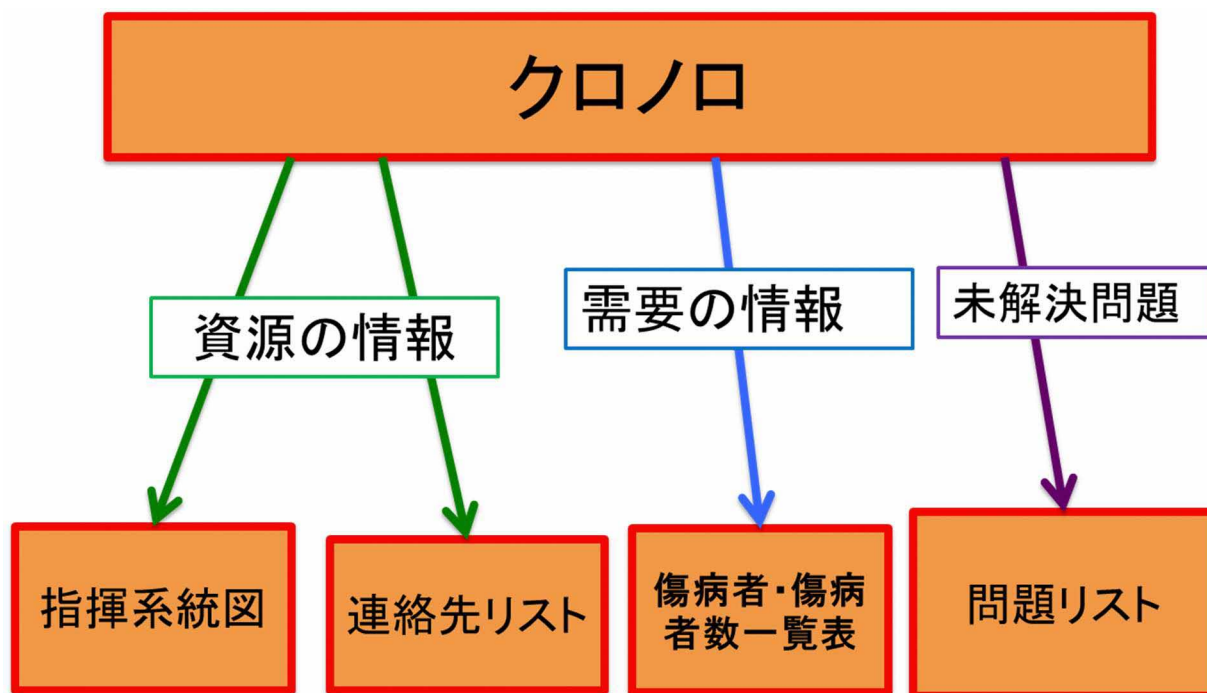 クロノロ
資源の情報
需要の情報
未解決問題
指揮系統図
連絡先リスト
傷病者・傷病
者数一覧表
問題リスト